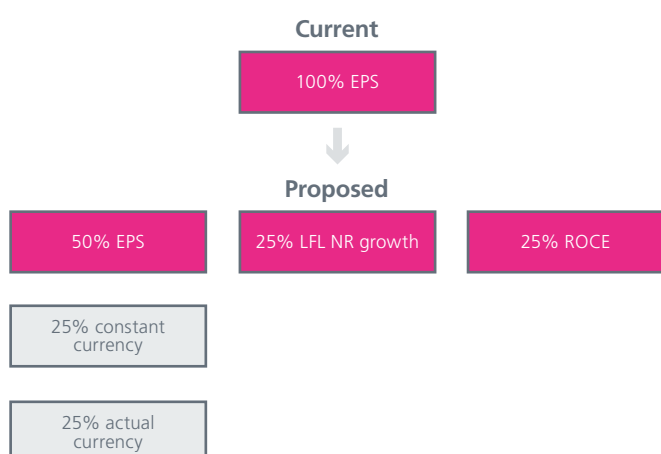 Current
100% EPS
Proposed
50% EPS
25% LFL NR growth
25% ROCE
25% constant
currency
25% actual
currency